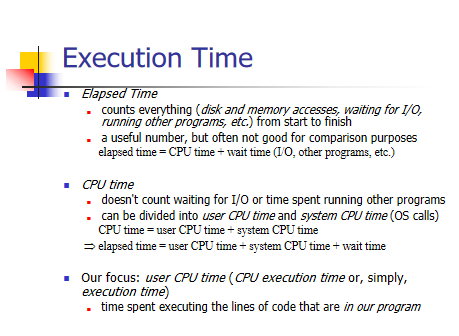 Execution Time
Elapsed Time
counts everything (disk and memory accesses, waiting for I/O,
running other programs, etc.) from start to finish
a useful number, but often not good for comparison purposes
elapsed time = CPU time + wait time (I/O, other programs, etc.)
CPU time
doesn't count waiting for I/O or time spent running other programs
can be divided into user CPU time and system CPU time (OS calls)
CPU time = user CPU time + system CPU time
⇒ elapsed time = user CPU time + system CPU time + wait time
Our focus: user CPU time (CPU execution time or, simply,
execution time)
time spent executing the lines of code that are in our program